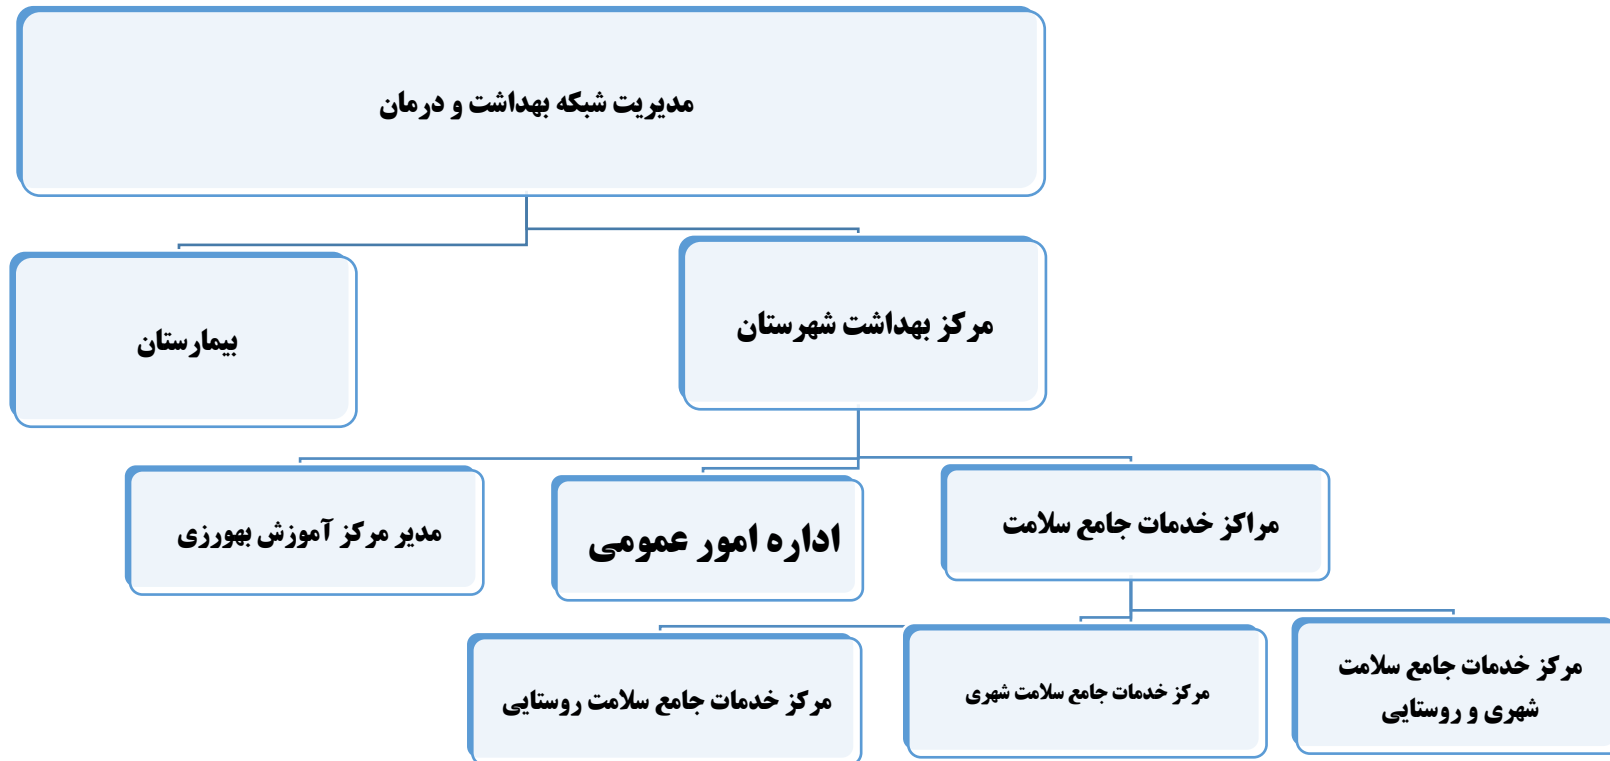 مدیریت شبکه بهداشت و درمان
مرکز بهداشت شهرستان
بیمارستان
مراکز خدمات جامع سلامت
اداره امور عمومی
مدیر مرکز آموزش بهورزی
مرکز خدمات جامع سلامت
شهری و روستایی
مرکز خدمات جامع سلامت شهری
مرکز خدمات جامع سلامت روستایی